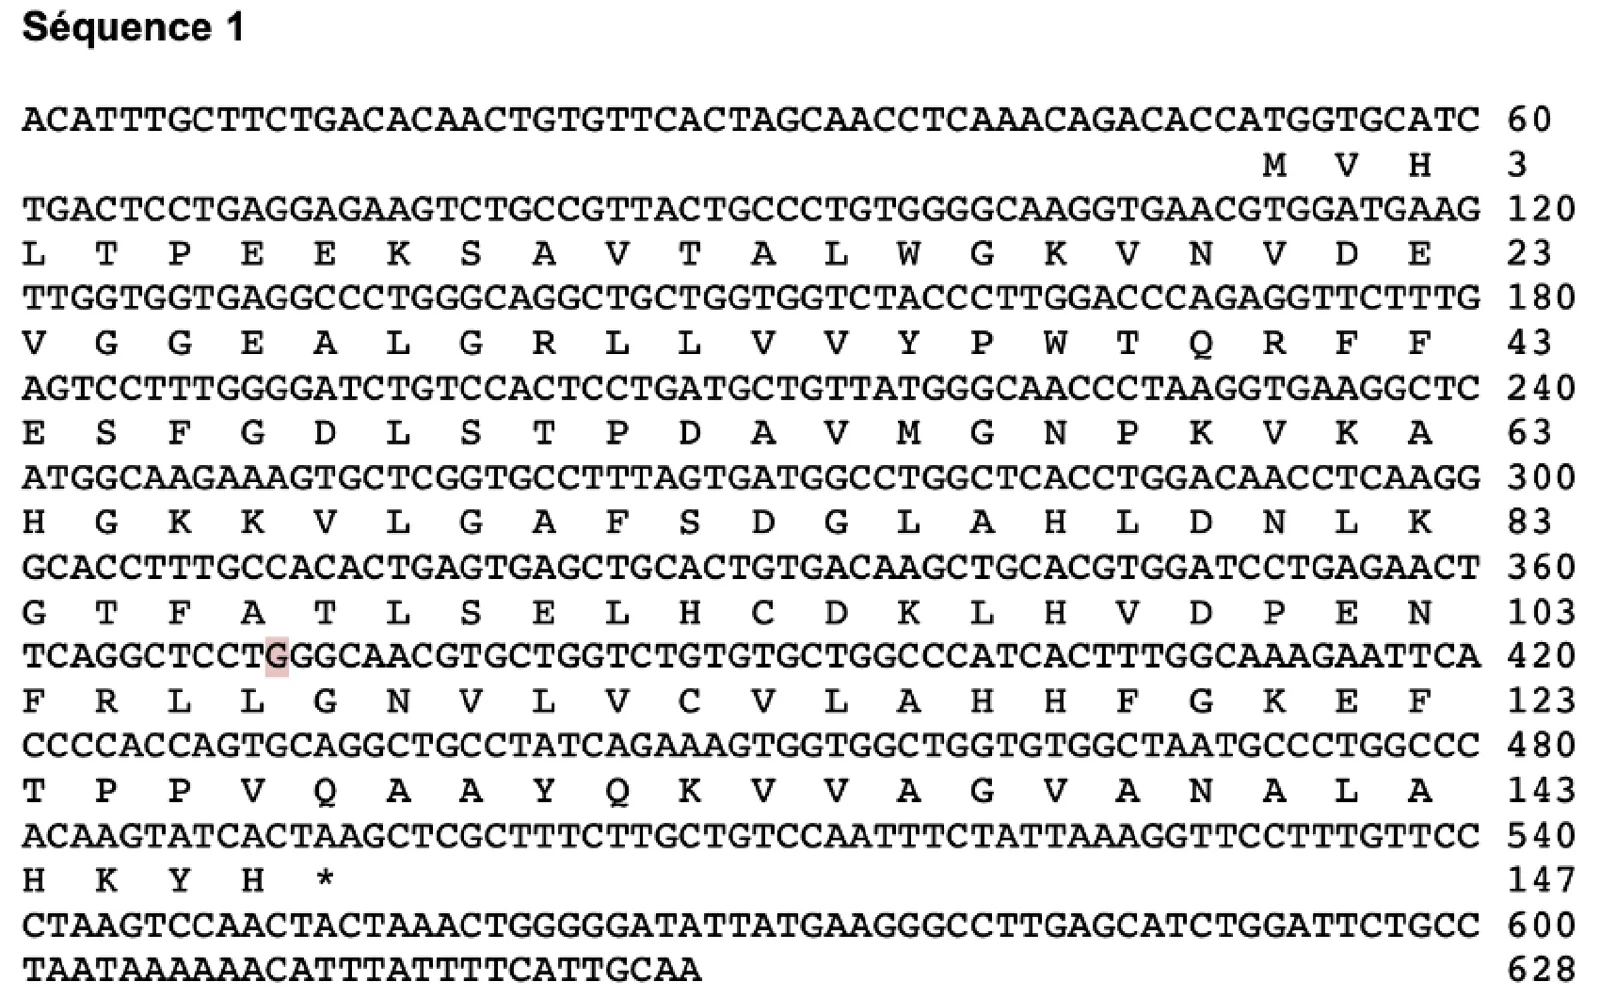 Séquence 1
ACATTTGCTTCTGACACAACTGTGTTCACTAGCAACCTCAAACAGACACCATGGTGCATC 60
M V H 3
TGACTCCTGAGGAGAAGTCTGCCGTTACTGCCCTGTGGGGCAAGGTGAACGTGGATGAAG 120
L T P E E K S A V T A L W G K V N V D E 23
TTGGTGGTGAGGCCCTGGGCAGGCTGCTGGTGGTCTACCCTTGGACCCAGAGGTTCTTTG 180
V G G E A L G R L L V V Y P W T Q R F F 43
AGTCCTTTGGGGATCTGTCCACTCCTGATGCTGTTATGGGCAACCCTAAGGTGAAGGCTC 240
E S F G D L S T P D A V M G N P K V K A 63
ATGGCAAGAAAGTGCTCGGTGCCTTTAGTGATGGCCTGGCTCACCTGGACAACCTCAAGG 300
H G K K V L G A F S D G L A H L D N L K 83
GCACCTTTGCCACACTGAGTGAGCTGCACTGTGACAAGCTGCACGTGGATCCTGAGAACT 360
G T F A T L S E L H C D K L H V D P E N 103
TCAGGCTCCTGGGCAACGTGCTGGTCTGTGTGCTGGCCCATCACTTTGGCAAAGAATTCA 420
F R L L G N V L V C V L A H H F G K E F 123
CCCCACCAGTGCAGGCTGCCTATCAGAAAGTGGTGGCTGGTGTGGCTAATGCCCTGGCCC 480
T P P V Q A A Y Q K V V A G V A N A L A 143
ACAAGTATCACTAAGCTCGCTTTCTTGCTGTCCAATTTCTATTAAAGGTTCCTTTGTTCC 540
H K Y H * 147
CTAAGTCCAACTACTAAACTGGGGGATATTATGAAGGGCCTTGAGCATCTGGATTCTGCC 600
TAATAAAAAACATTTATTTTCATTGCAA 628